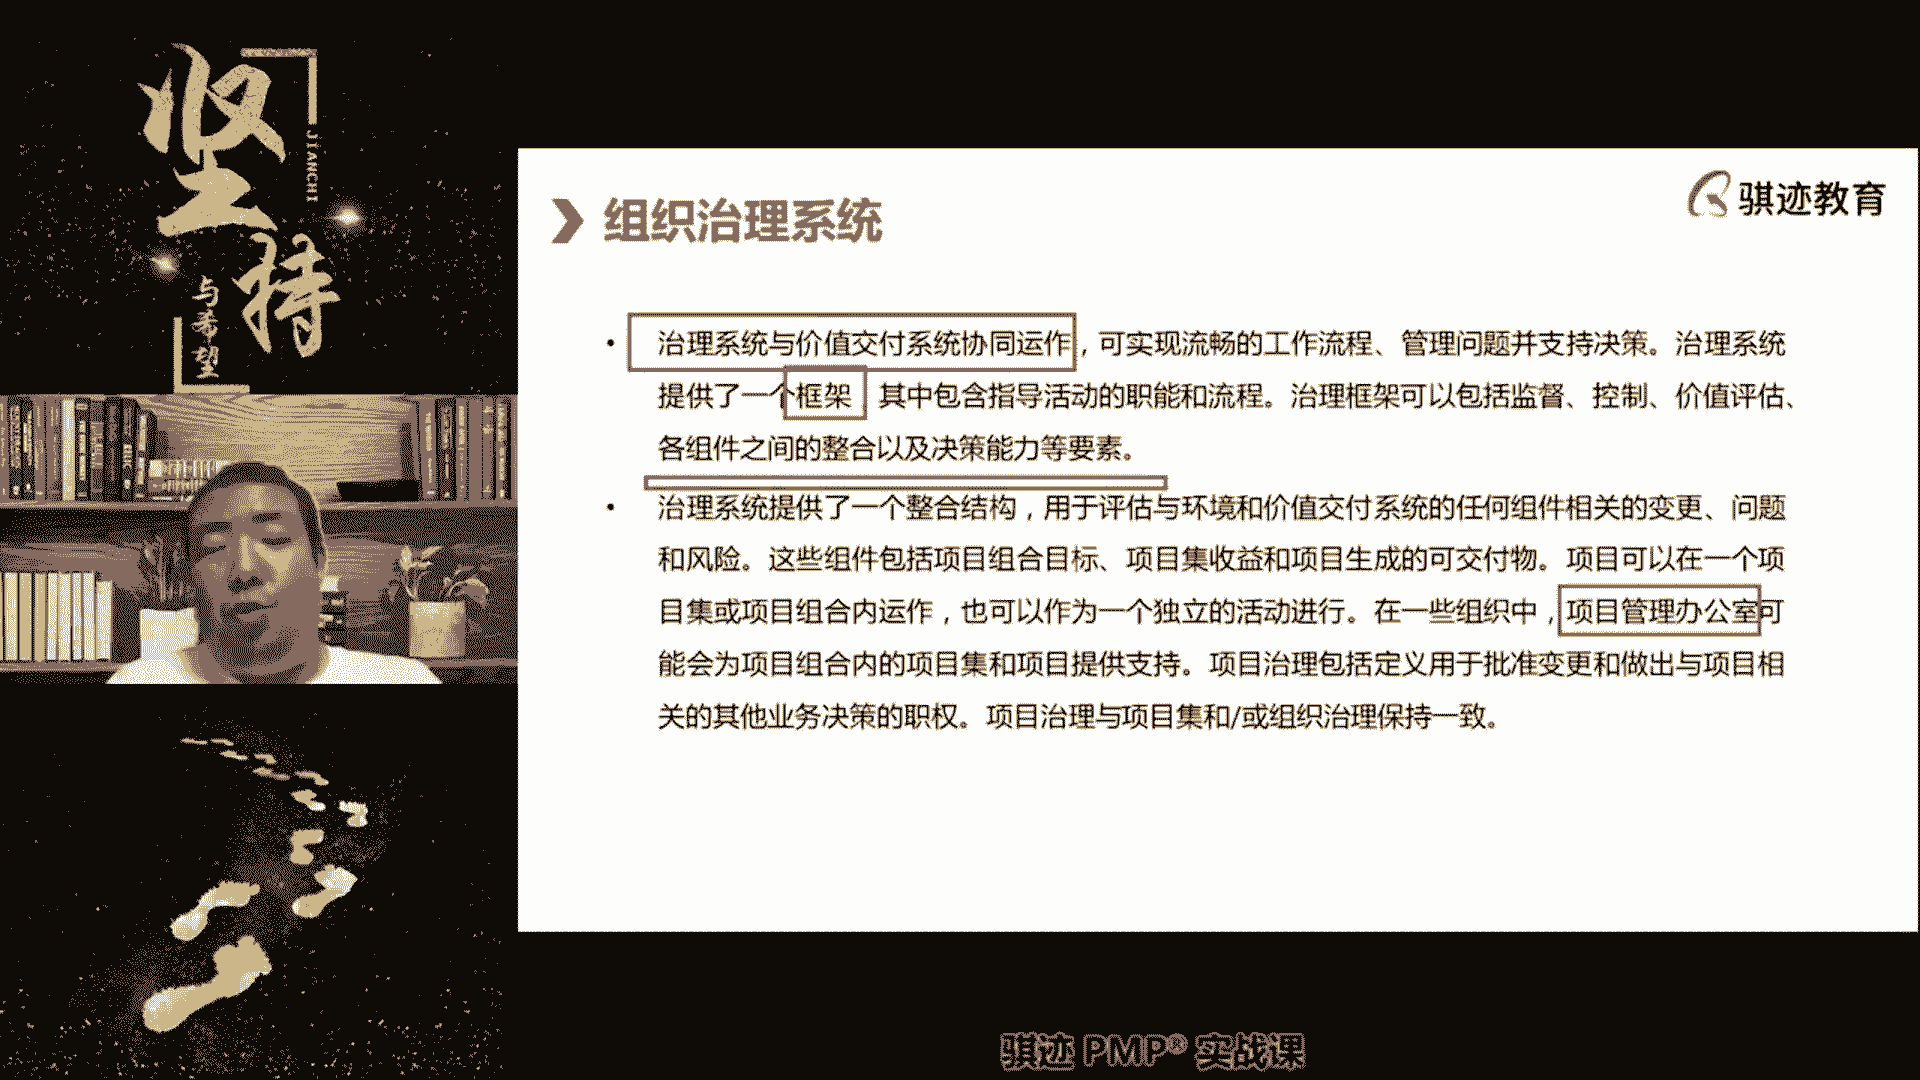 坚持
JIANCHI
与希望
骐迹教育
组织治理系统
• 治理系统与价值交付系统协同运作，可实现流畅的工作流程、管理问题并支持决策。治理系统
提供了一个框架 其中包含指导活动的职能和流程。治理框架可以包括监督、控制、价值评估、
各组件之间的整合以及决策能力等要素。
• 治理系统提供了一个整合结构，用于评估与环境和价值交付系统的任何组件相关的变更、问题
和风险。这些组件包括项目组合目标、项目集收益和项目生成的可交付物。项目可以在一个项
目集或项目组合内运作，也可以作为一个独立的活动进行。在一些组织中，项目管理办公室可
能会为项目组合内的项目集和项目提供支持。项目治理包括定义用于批准变更和做出与项目相
关的其他业务决策的职权。项目治理与项目集和/或组织治理保持一致。
骐迹 PMP® 实战课